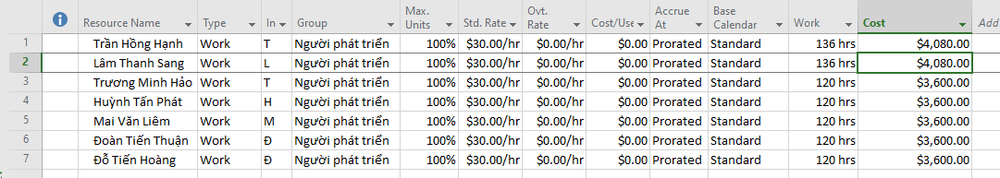 Resource Name Type In Group Max. Units Std. Rate Ovt. Rate Cost/Use Accrue At Base Calendar Work Cost Add
1 Trần Hồng Hạnh Work T Người phát triển 100% $30.00/hr $0.00/hr $0.00 Prorated Standard 136 hrs $4,080.00
2 Lâm Thanh Sang Work L Người phát triển 100% $30.00/hr $0.00/hr $0.00 Prorated Standard 136 hrs $4,080.00
3 Trương Minh Hảo Work T Người phát triển 100% $30.00/hr $0.00/hr $0.00 Prorated Standard 120 hrs $3,600.00
4 Huỳnh Tấn Phát Work H Người phát triển 100% $30.00/hr $0.00/hr $0.00 Prorated Standard 120 hrs $3,600.00
5 Mai Văn Liêm Work M Người phát triển 100% $30.00/hr $0.00/hr $0.00 Prorated Standard 120 hrs $3,600.00
6 Đoàn Tiến Thuận Work Đ Người phát triển 100% $30.00/hr $0.00/hr $0.00 Prorated Standard 120 hrs $3,600.00
7 Đỗ Tiến Hoàng Work Đ Người phát triển 100% $30.00/hr $0.00/hr $0.00 Prorated Standard 120 hrs $3,600.00